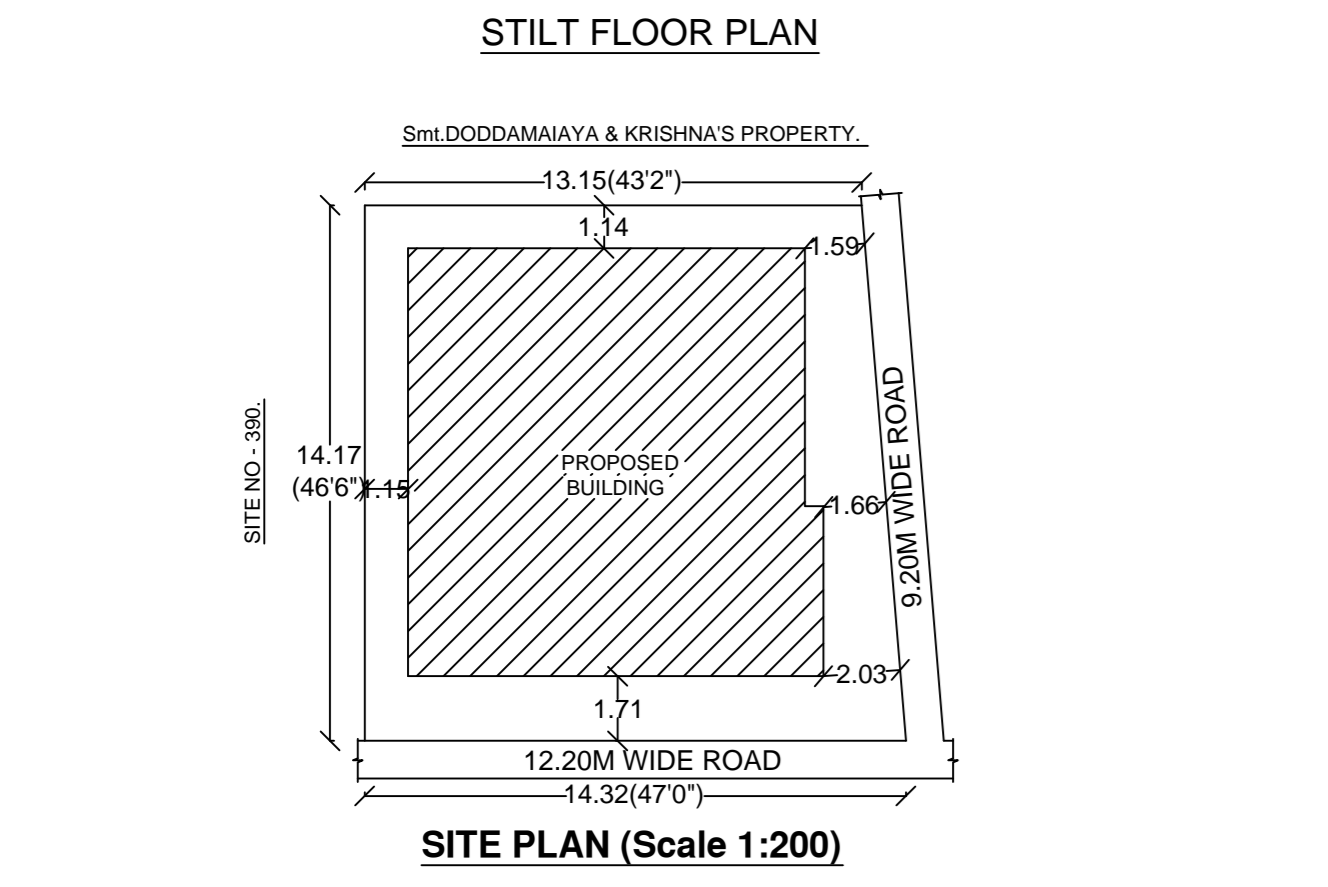 STILT FLOOR PLAN
Smt.DODDAMAIAYA & KRISHNA'S PROPERTY.
13.15(43'2")
1.14
1.59
9.20M WIDE ROAD
SITE NO - 390.
14.17
(46'6")
1.15
PROPOSED
BUILDING
1.66
2.03
1.71
12.20M WIDE ROAD
14.32(47'0")
SITE PLAN (Scale 1:200)